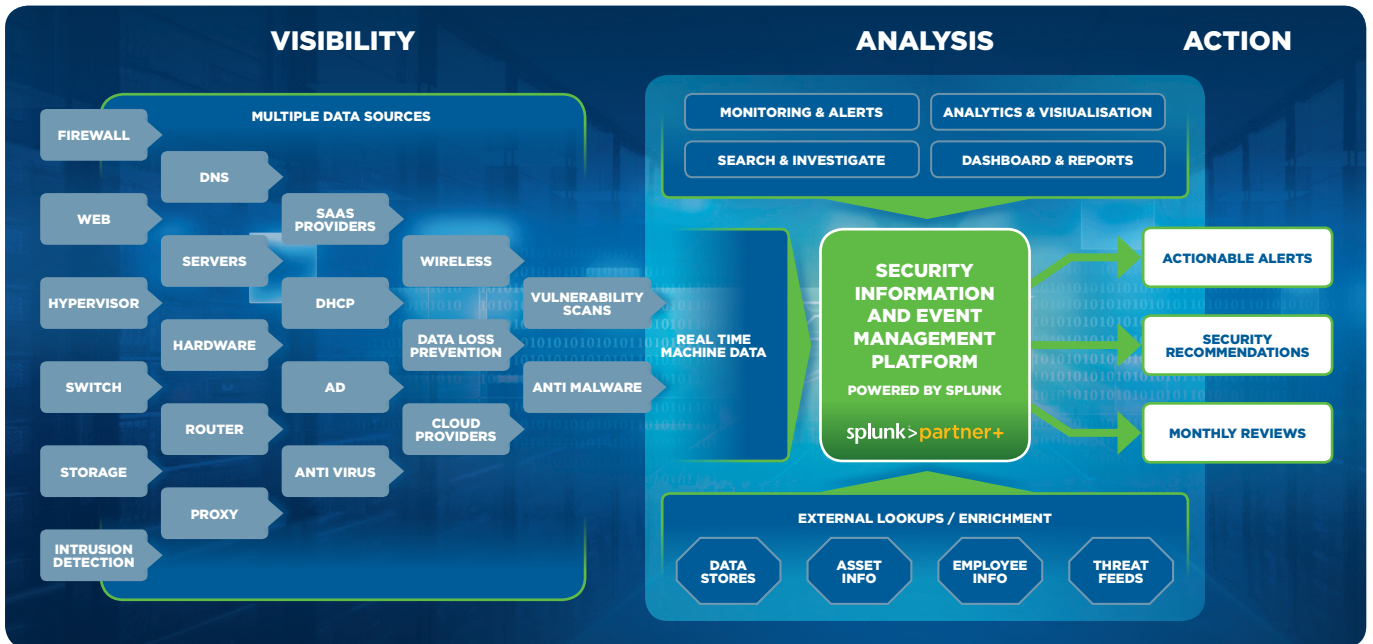 VISIBILITY
MULTIPLE DATA SOURCES
FIREWALL
WEB
HYPERVISOR
SWITCH
STORAGE
INTRUSION
DETECTION
DNS
SERVERS
HARDWARE
ROUTER
PROXY
SAAS
PROVIDERS
DHCP
AD
ANTI VIRUS
WIRELESS
DATA LOSS
PREVENTION
CLOUD
PROVIDERS
VULNERABILITY
SCANS
ANTI MALWARE
ANALYSIS
MONITORING & ALERTS
ANALYTICS & VISIUALISATION
SEARCH & INVESTIGATE
DASHBOARD & REPORTS
REAL TIME
MACHINE DATA
SECURITY
INFORMATION
AND EVENT
MANAGEMENT
PLATFORM
POWERED BY SPLUNK
splunk>partner+
EXTERNAL LOOKUPS / ENRICHMENT
DATA
STORES
ASSET
INFO
EMPLOYEE
INFO
THREAT
FEEDS
ACTION
ACTIONABLE ALERTS
SECURITY
RECOMMENDATIONS
MONTHLY REVIEWS